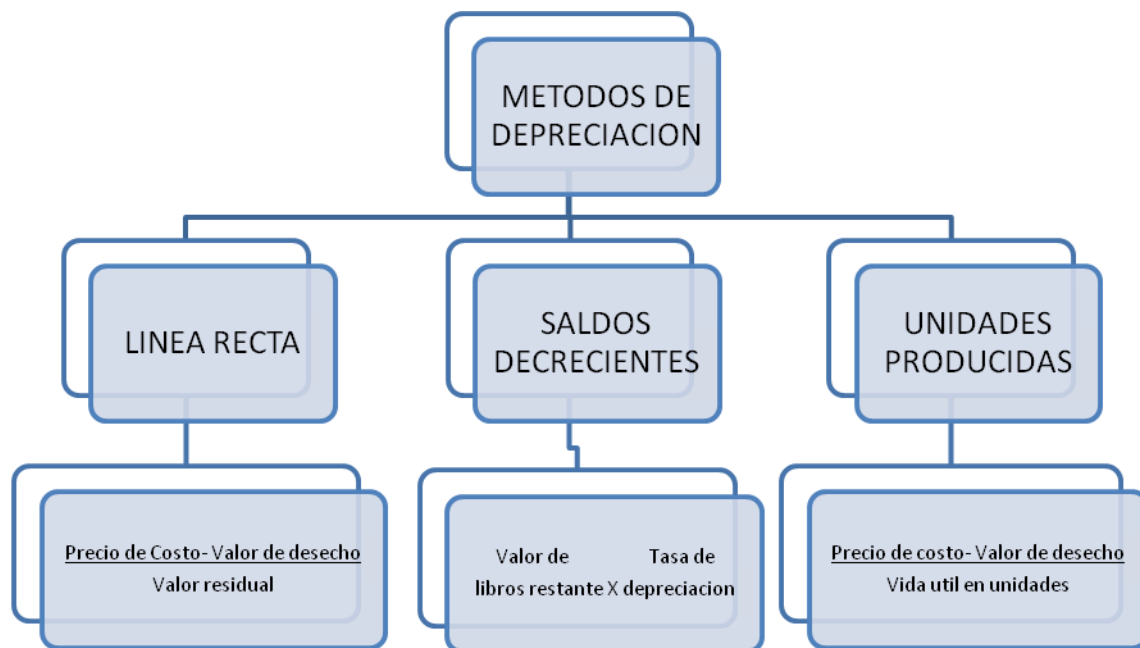 METODOS DE
DEPRECIACION
LINEA RECTA
SALDOS
DECRECIENTES
UNIDADES
PRODUCIDAS
Precio de Costo- Valor de desecho
Valor residual
Valor de Tasa de
libros restante X depreciacion
Precio de costo- Valor de desecho
Vida util en unidades